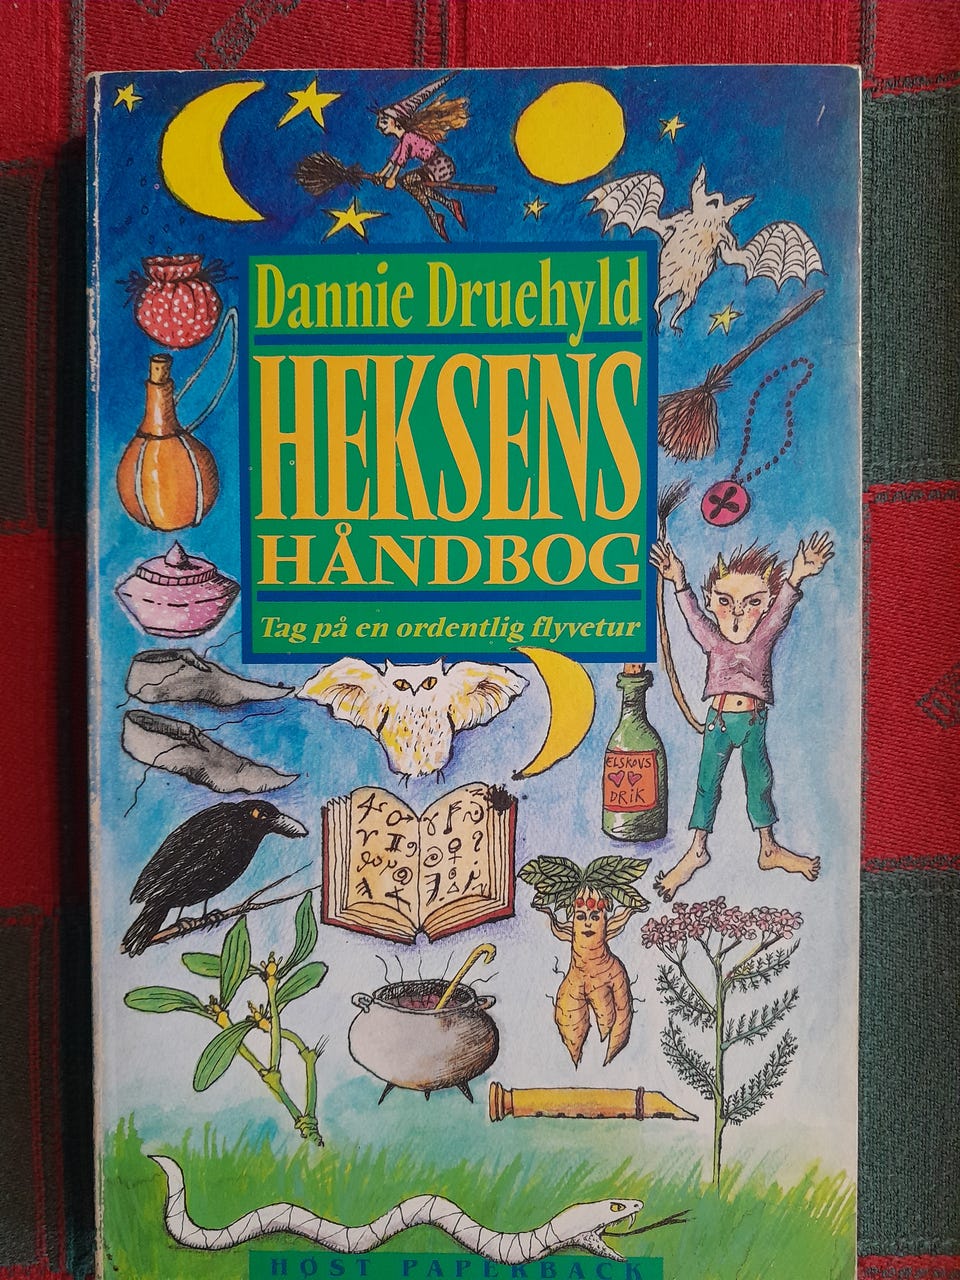 Dannie Druehyld
HEKSENS
HÅNDBOG
Tag på en ordentlig flyvetur
ELSKOVS
DRIK
HØST PAPERBACK